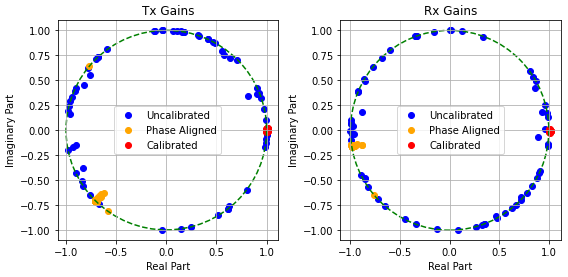 Tx Gains
1.00
0.75
0.50
0.25
0.00
−0.25
−0.50
−0.75
−1.00
Imaginary Part
Uncalibrated
Phase Aligned
Calibrated
−1.0
−0.5
0.0
0.5
1.0
Real Part
Rx Gains
1.00
0.75
0.50
0.25
0.00
−0.25
−0.50
−0.75
−1.00
Imaginary Part
Uncalibrated
Phase Aligned
Calibrated
−1.0
−0.5
0.0
0.5
1.0
Real Part